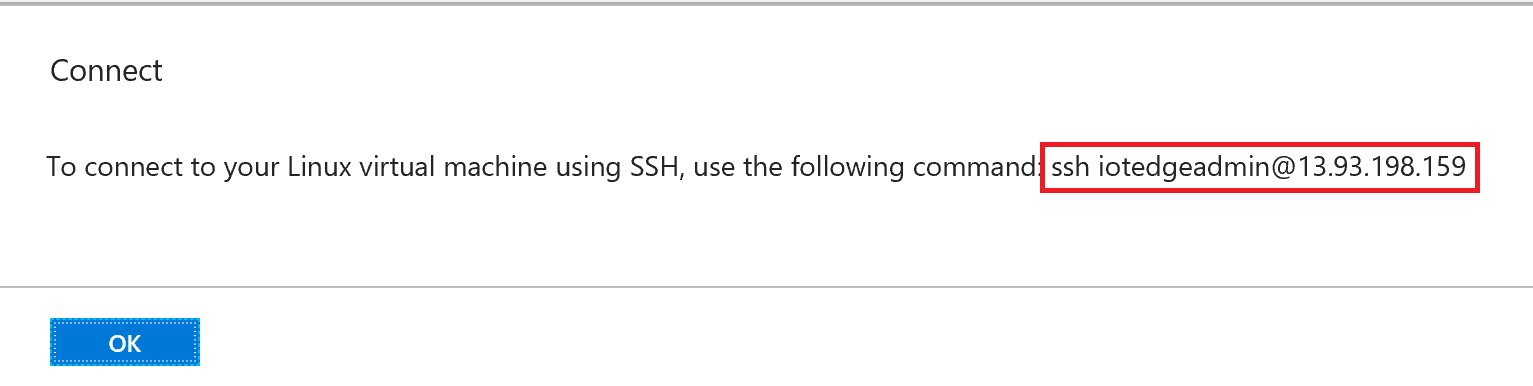 Connect
To connect to your Linux virtual machine using SSH, use the following command: ssh iotedgeadmin@13.93.198.159
OK